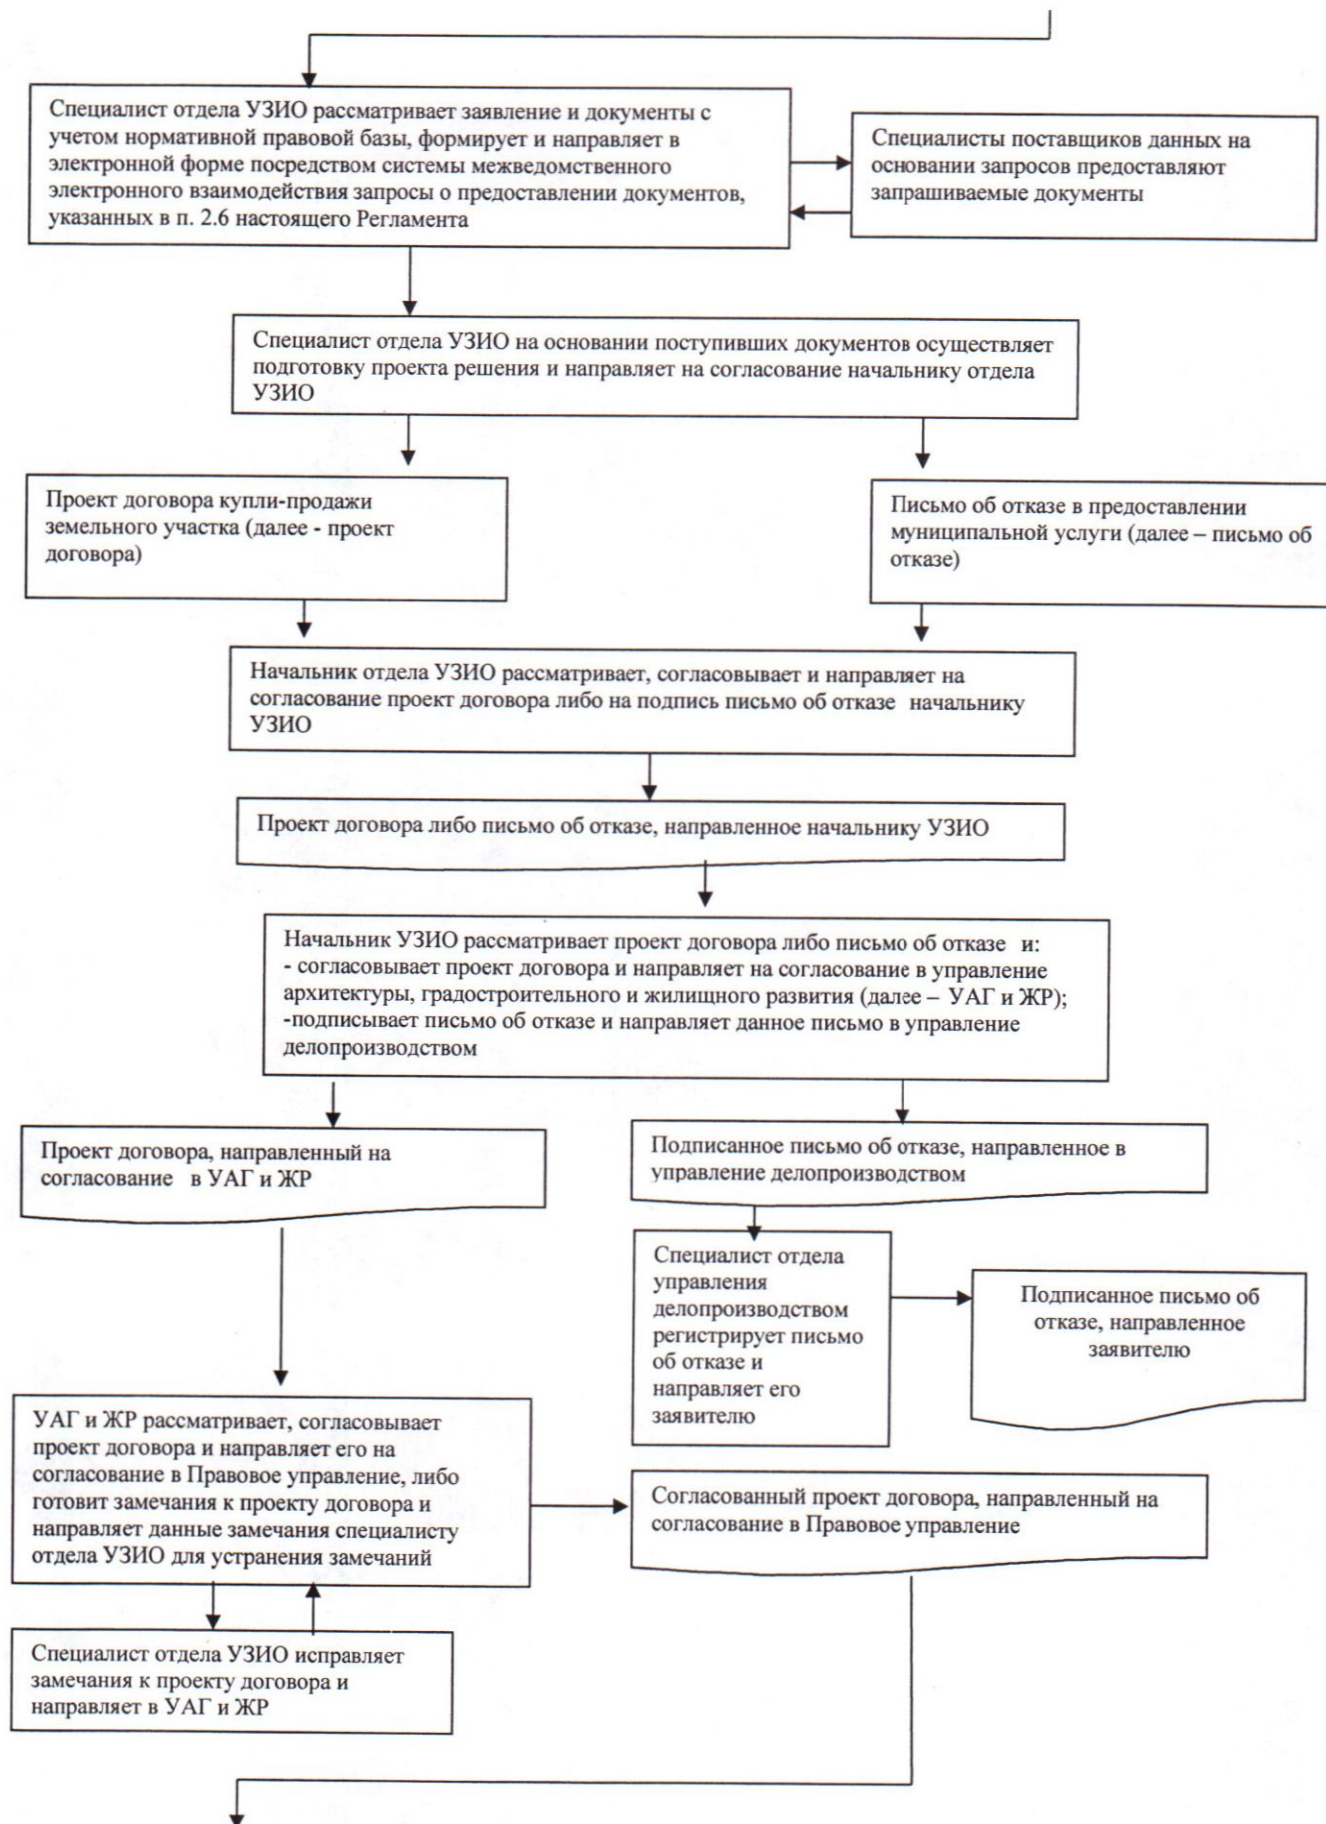 Специалист отдела УЗИО рассматривает заявление и документы с
учетом нормативной правовой базы, формирует и направляет в
электронной форме посредством системы межведомственного
электронного взаимодействия запросы о предоставлении документов,
указанных в п. 2.6 настоящего Регламента
Специалисты поставщиков данных на
основании запросов предоставляют
запрашиваемые документы
Специалист отдела УЗИО на основании поступивших документов осуществляет
подготовку проекта решения и направляет на согласование начальнику отдела
УЗИО
Проект договора купли-продажи
земельного участка (далее - проект
договора)
Письмо об отказе в предоставлении
муниципальной услуги (далее – письмо об
отказе)
Начальник отдела УЗИО рассматривает, согласовывает и направляет на
согласование проект договора либо на подпись письмо об отказе начальнику
УЗИО
Проект договора либо письмо об отказе, направленное начальнику УЗИО
Начальник УЗИО рассматривает проект договора либо письмо об отказе и:
- согласовывает проект договора и направляет на согласование в управление
архитектуры, градостроительного и жилищного развития (далее – УАГ и ЖР);
-подписывает письмо об отказе и направляет данное письмо в управление
делопроизводством
Проект договора, направленный на
согласование в УАГ и ЖР
Подписанное письмо об отказе, направленное в
управление делопроизводством
Специалист отдела
управления
делопроизводством
регистрирует письмо
об отказе и
направляет его
заявителю
Подписанное письмо об
отказе, направленное
заявителю
УАГ и ЖР рассматривает, согласовывает
проект договора и направляет его на
согласование в Правовое управление, либо
готовит замечания к проекту договора и
направляет данные замечания специалисту
отдела УЗИО для устранения замечаний
Согласованный проект договора, направленный на
согласование в Правовое управление
Специалист отдела УЗИО исправляет
замечания к проекту договора и
направляет в УАГ и ЖР